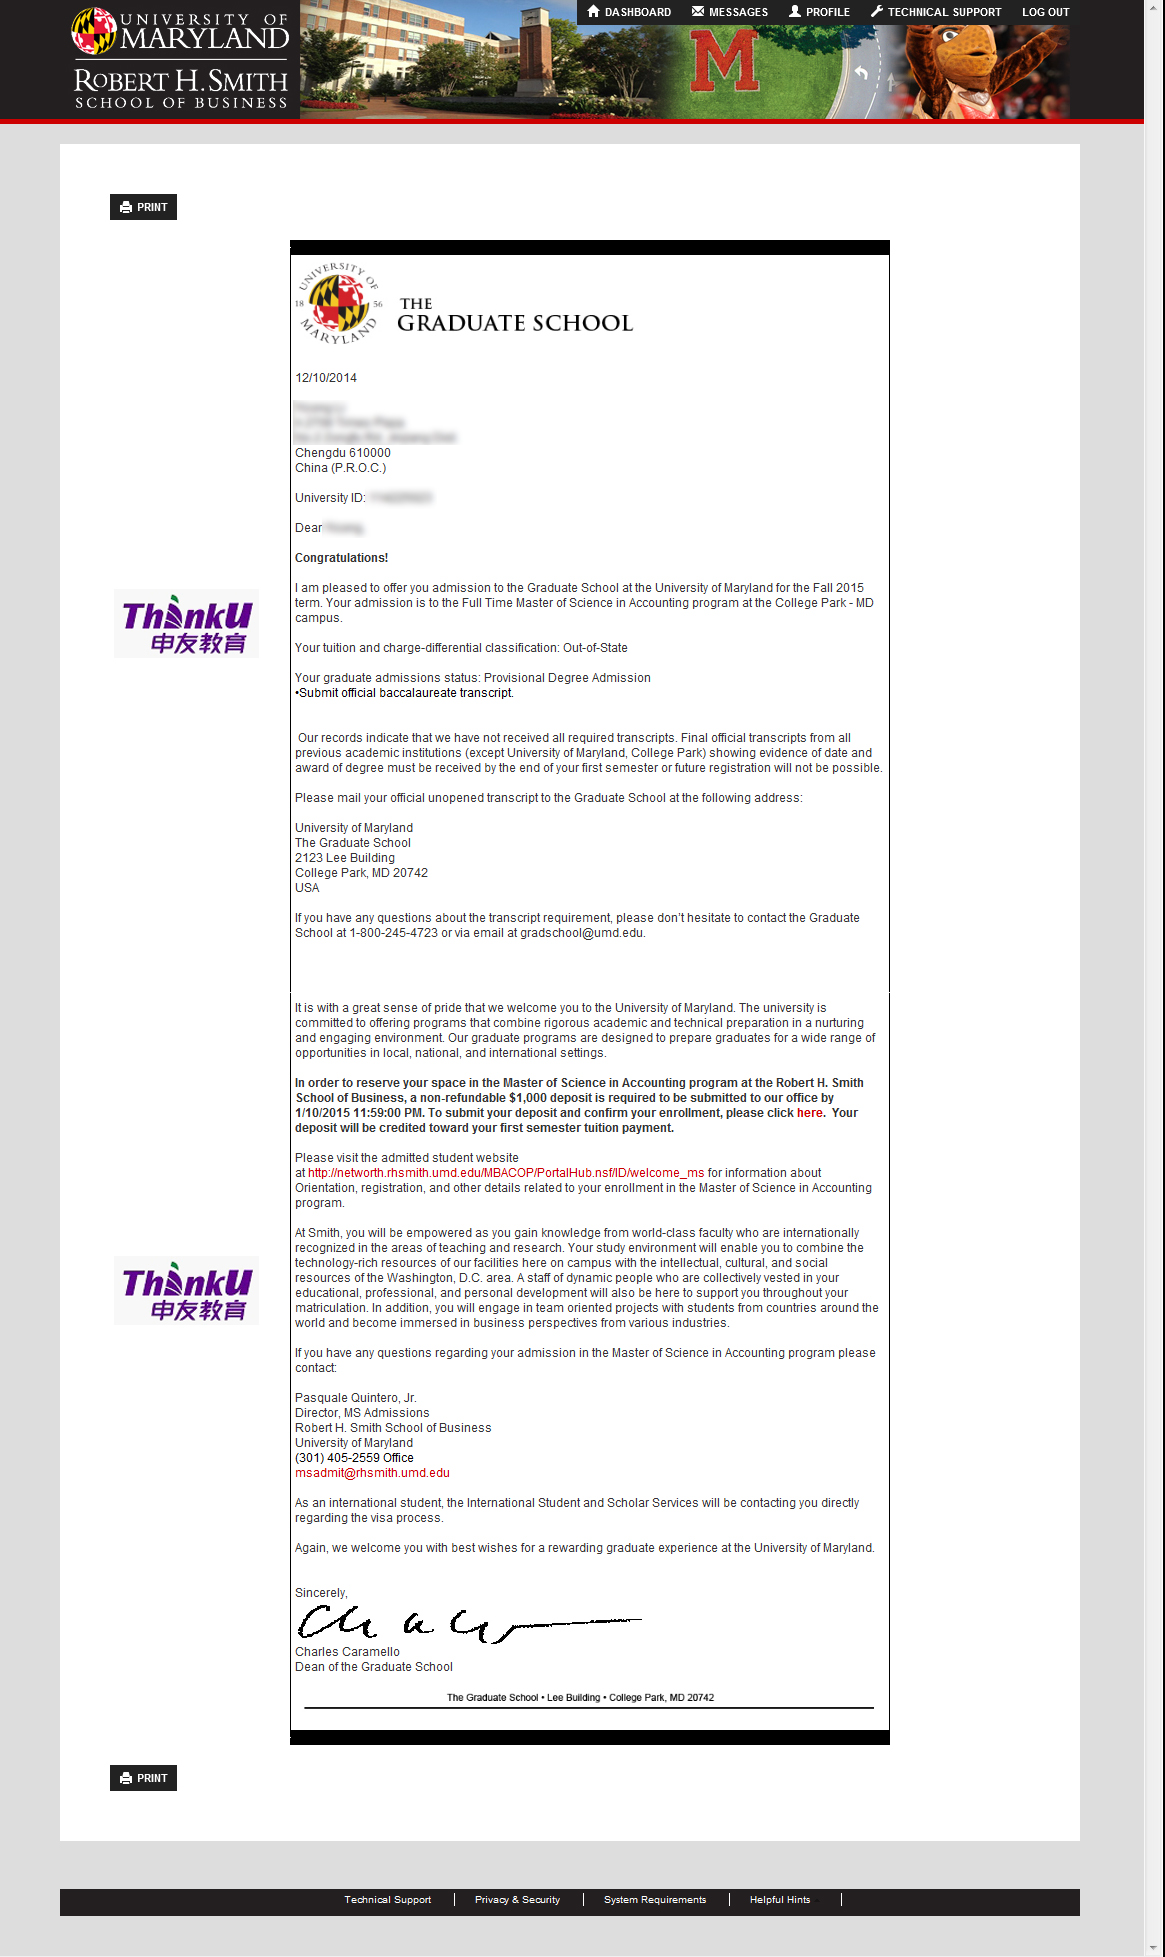 UNIVERSITY OF
MARYLAND
ROBERT H. SMITH
SCHOOL OF BUSINESS
DASHBOARD MESSAGES PROFILE TECHNICAL SUPPORT LOG OUT
M
PRINT
UNIVERSITY OF
18 56
MARYLAND
THE
GRADUATE SCHOOL
12/10/2014
Chengdu 610000
China (P.R.O.C.)
University ID:
Dear
Congratulations!
I am pleased to offer you admission to the Graduate School at the University of Maryland for the Fall 2015
term. Your admission is to the Full Time Master of Science in Accounting program at the College Park - MD
campus.
ThinkU
申友教育
Your tuition and charge-differential classification: Out-of-State
Your graduate admissions status: Provisional Degree Admission
•Submit official baccalaureate transcript.
Our records indicate that we have not received all required transcripts. Final official transcripts from all
previous academic institutions (except University of Maryland, College Park) showing evidence of date and
award of degree must be received by the end of your first semester or future registration will not be possible.
Please mail your official unopened transcript to the Graduate School at the following address:
University of Maryland
The Graduate School
2123 Lee Building
College Park, MD 20742
USA
If you have any questions about the transcript requirement, please don't hesitate to contact the Graduate
School at 1-800-245-4723 or via email at gradschool@umd.edu.
It is with a great sense of pride that we welcome you to the University of Maryland. The university is
committed to offering programs that combine rigorous academic and technical preparation in a nurturing
and engaging environment. Our graduate programs are designed to prepare graduates for a wide range of
opportunities in local, national, and international settings.
In order to reserve your space in the Master of Science in Accounting program at the Robert H. Smith
School of Business, a non-refundable $1,000 deposit is required to be submitted to our office by
1/10/2015 11:59:00 PM. To submit your deposit and confirm your enrollment, please click here. Your
deposit will be credited toward your first semester tuition payment.
Please visit the admitted student website
at http://networth.rhsmith.umd.edu/MBACOP/PortalHub.nsf/ID/welcome_ms for information about
Orientation, registration, and other details related to your enrollment in the Master of Science in Accounting
program.
At Smith, you will be empowered as you gain knowledge from world-class faculty who are internationally
recognized in the areas of teaching and research. Your study environment will enable you to combine the
technology-rich resources of our facilities here on campus with the intellectual, cultural, and social
resources of the Washington, D.C. area. A staff of dynamic people who are collectively vested in your
educational, professional, and personal development will also be here to support you throughout your
matriculation. In addition, you will engage in team oriented projects with students from countries around the
world and become immersed in business perspectives from various industries.
ThinkU
申友教育
If you have any questions regarding your admission in the Master of Science in Accounting program please
contact:
Pasquale Quintero, Jr.
Director, MS Admissions
Robert H. Smith School of Business
University of Maryland
(301) 405-2559 Office
msadmit@rhsmith.umd.edu
As an international student, the International Student and Scholar Services will be contacting you directly
regarding the visa process.
Again, we welcome you with best wishes for a rewarding graduate experience at the University of Maryland.
Sincerely,
Charles Caramello
Dean of the Graduate School
The Graduate School • Lee Building • College Park, MD 20742
PRINT
Technical Support | Privacy & Security | System Requirements | Helpful Hints |